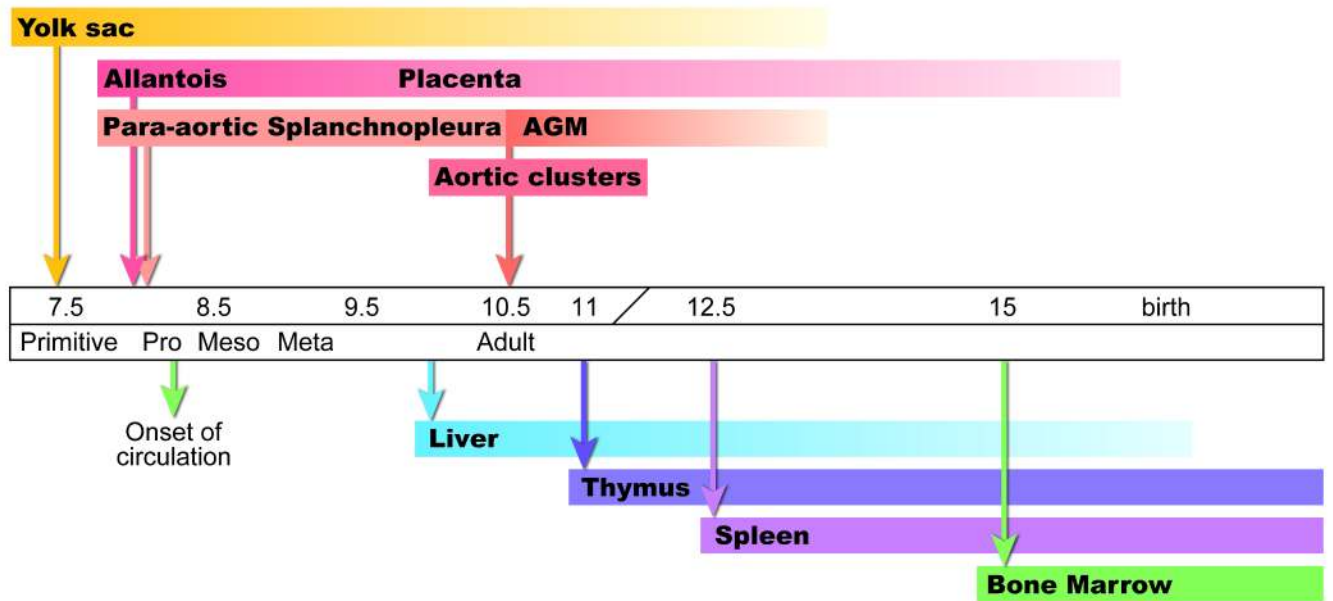 Yolk sac
Allantois Placenta
Para-aortic Splanchnopleura AGM
Aortic clusters
7.5 8.5 9.5 10.5 11 12.5 15 birth
Primitive Pro Meso Meta Adult
Onset of
circulation
Liver
Thymus
Spleen
Bone Marrow